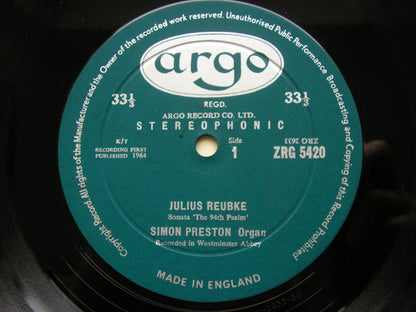 Copyright Record. All rights of the Manufacturer and the Owner of the recorded work reserved. Unauthorised Public Performance Broadcasting and Copying of this Record Prohibited
argo
33⅓ 33⅓
REGD.
ARGO RECORD CO. LTD.
STEREOPHONIC
K/T
RECORDING FIRST
PUBLISHED 1964
Side
1
ZRG 2633
ZRG 5420
JULIUS REUBKE
Sonata 'The 94th Psalm'
SIMON PRESTON Organ
Recorded in Westminster Abbey
MADE IN ENGLAND